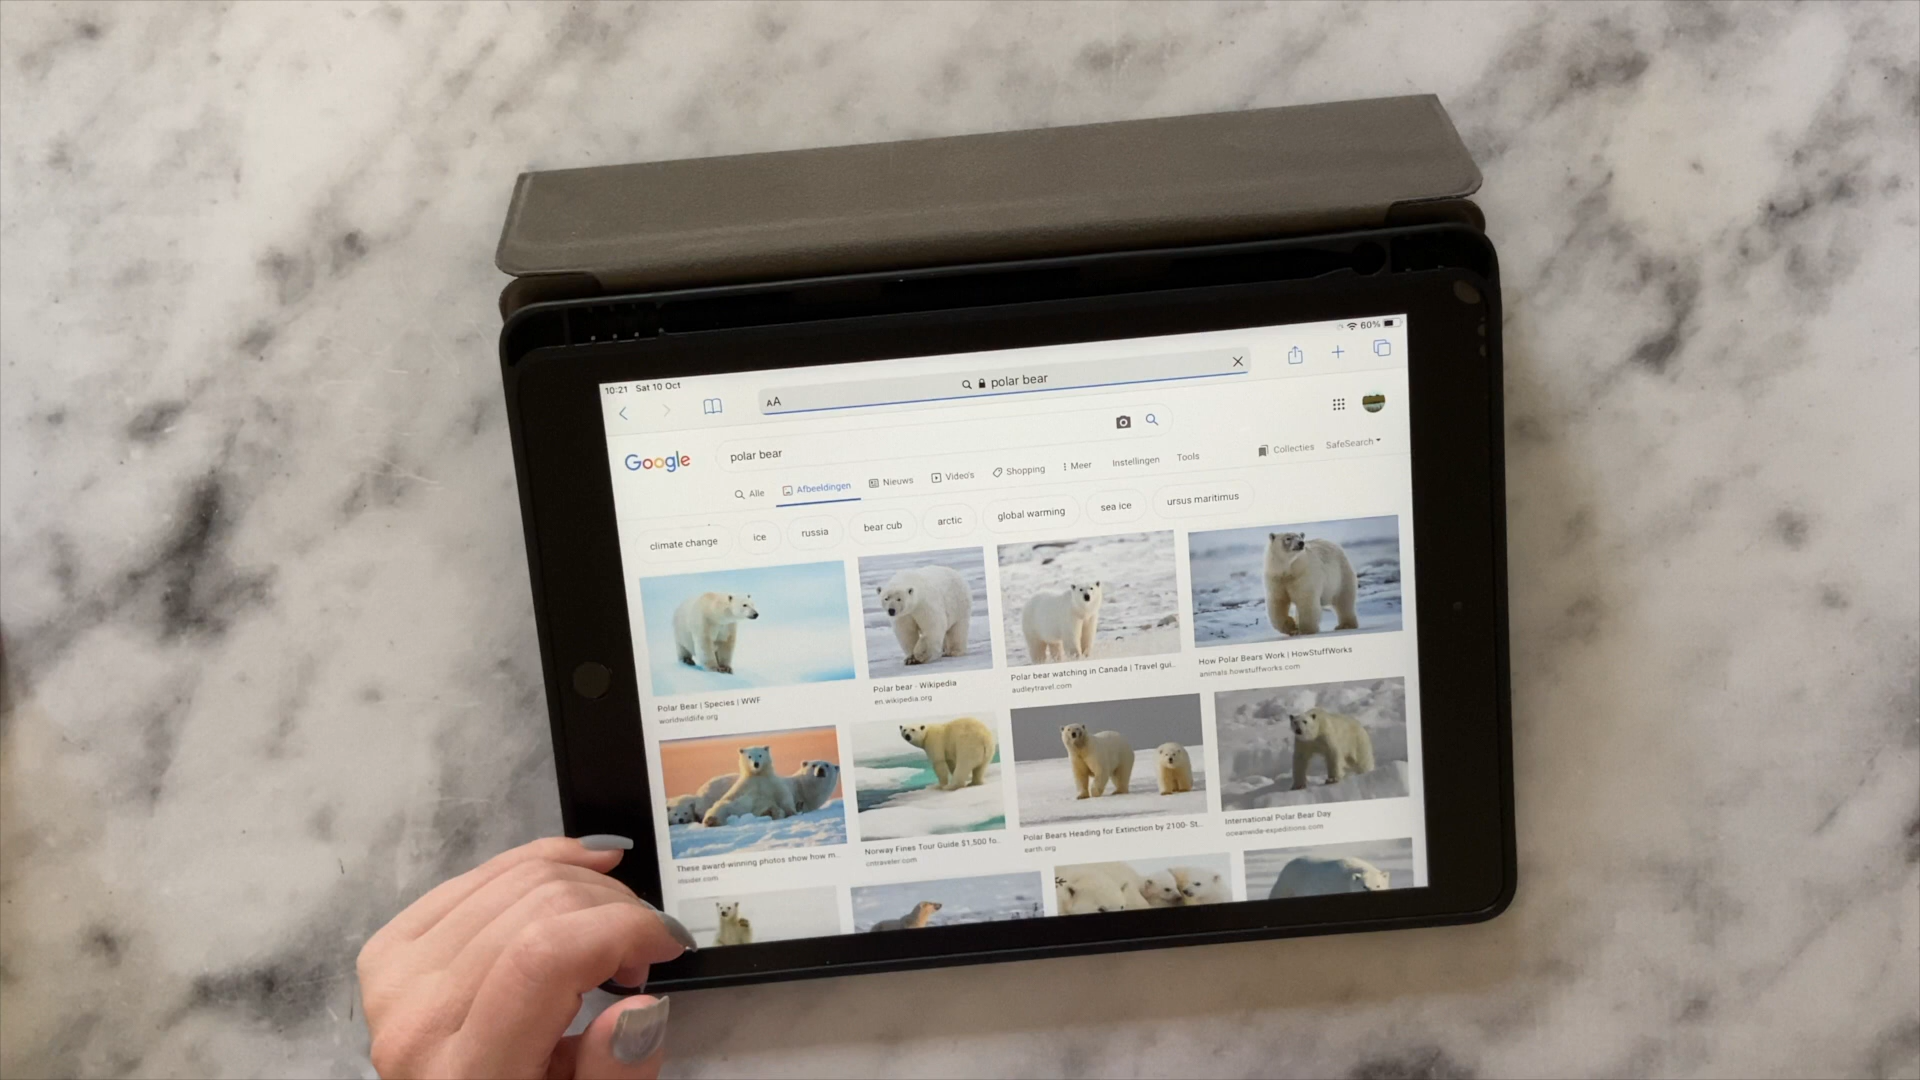 10:21 Sat 10 Oct
60%
AA
polar bear
Google
polar bear
Alle
Afbeeldingen
Nieuws
Video's
Shopping
Meer
Instellingen
Tools
Collecties
SafeSearch
climate change
ice
russia
bear cub
arctic
global warming
sea ice
ursus maritimus
Polar Bear | Species | WWF
worldwildlife.org
Polar bear - Wikipedia
en.wikipedia.org
Polar bear watching in Canada | Travel gui...
audleytravel.com
How Polar Bears Work | HowStuffWorks
animals.howstuffworks.com
These award-winning photos show how m...
insider.com
Norway Fines Tour Guide $1,500 fo...
cntraveler.com
Polar Bears Heading for Extinction by 2100- St...
earth.org
International Polar Bear Day
oceanwide-expeditions.com